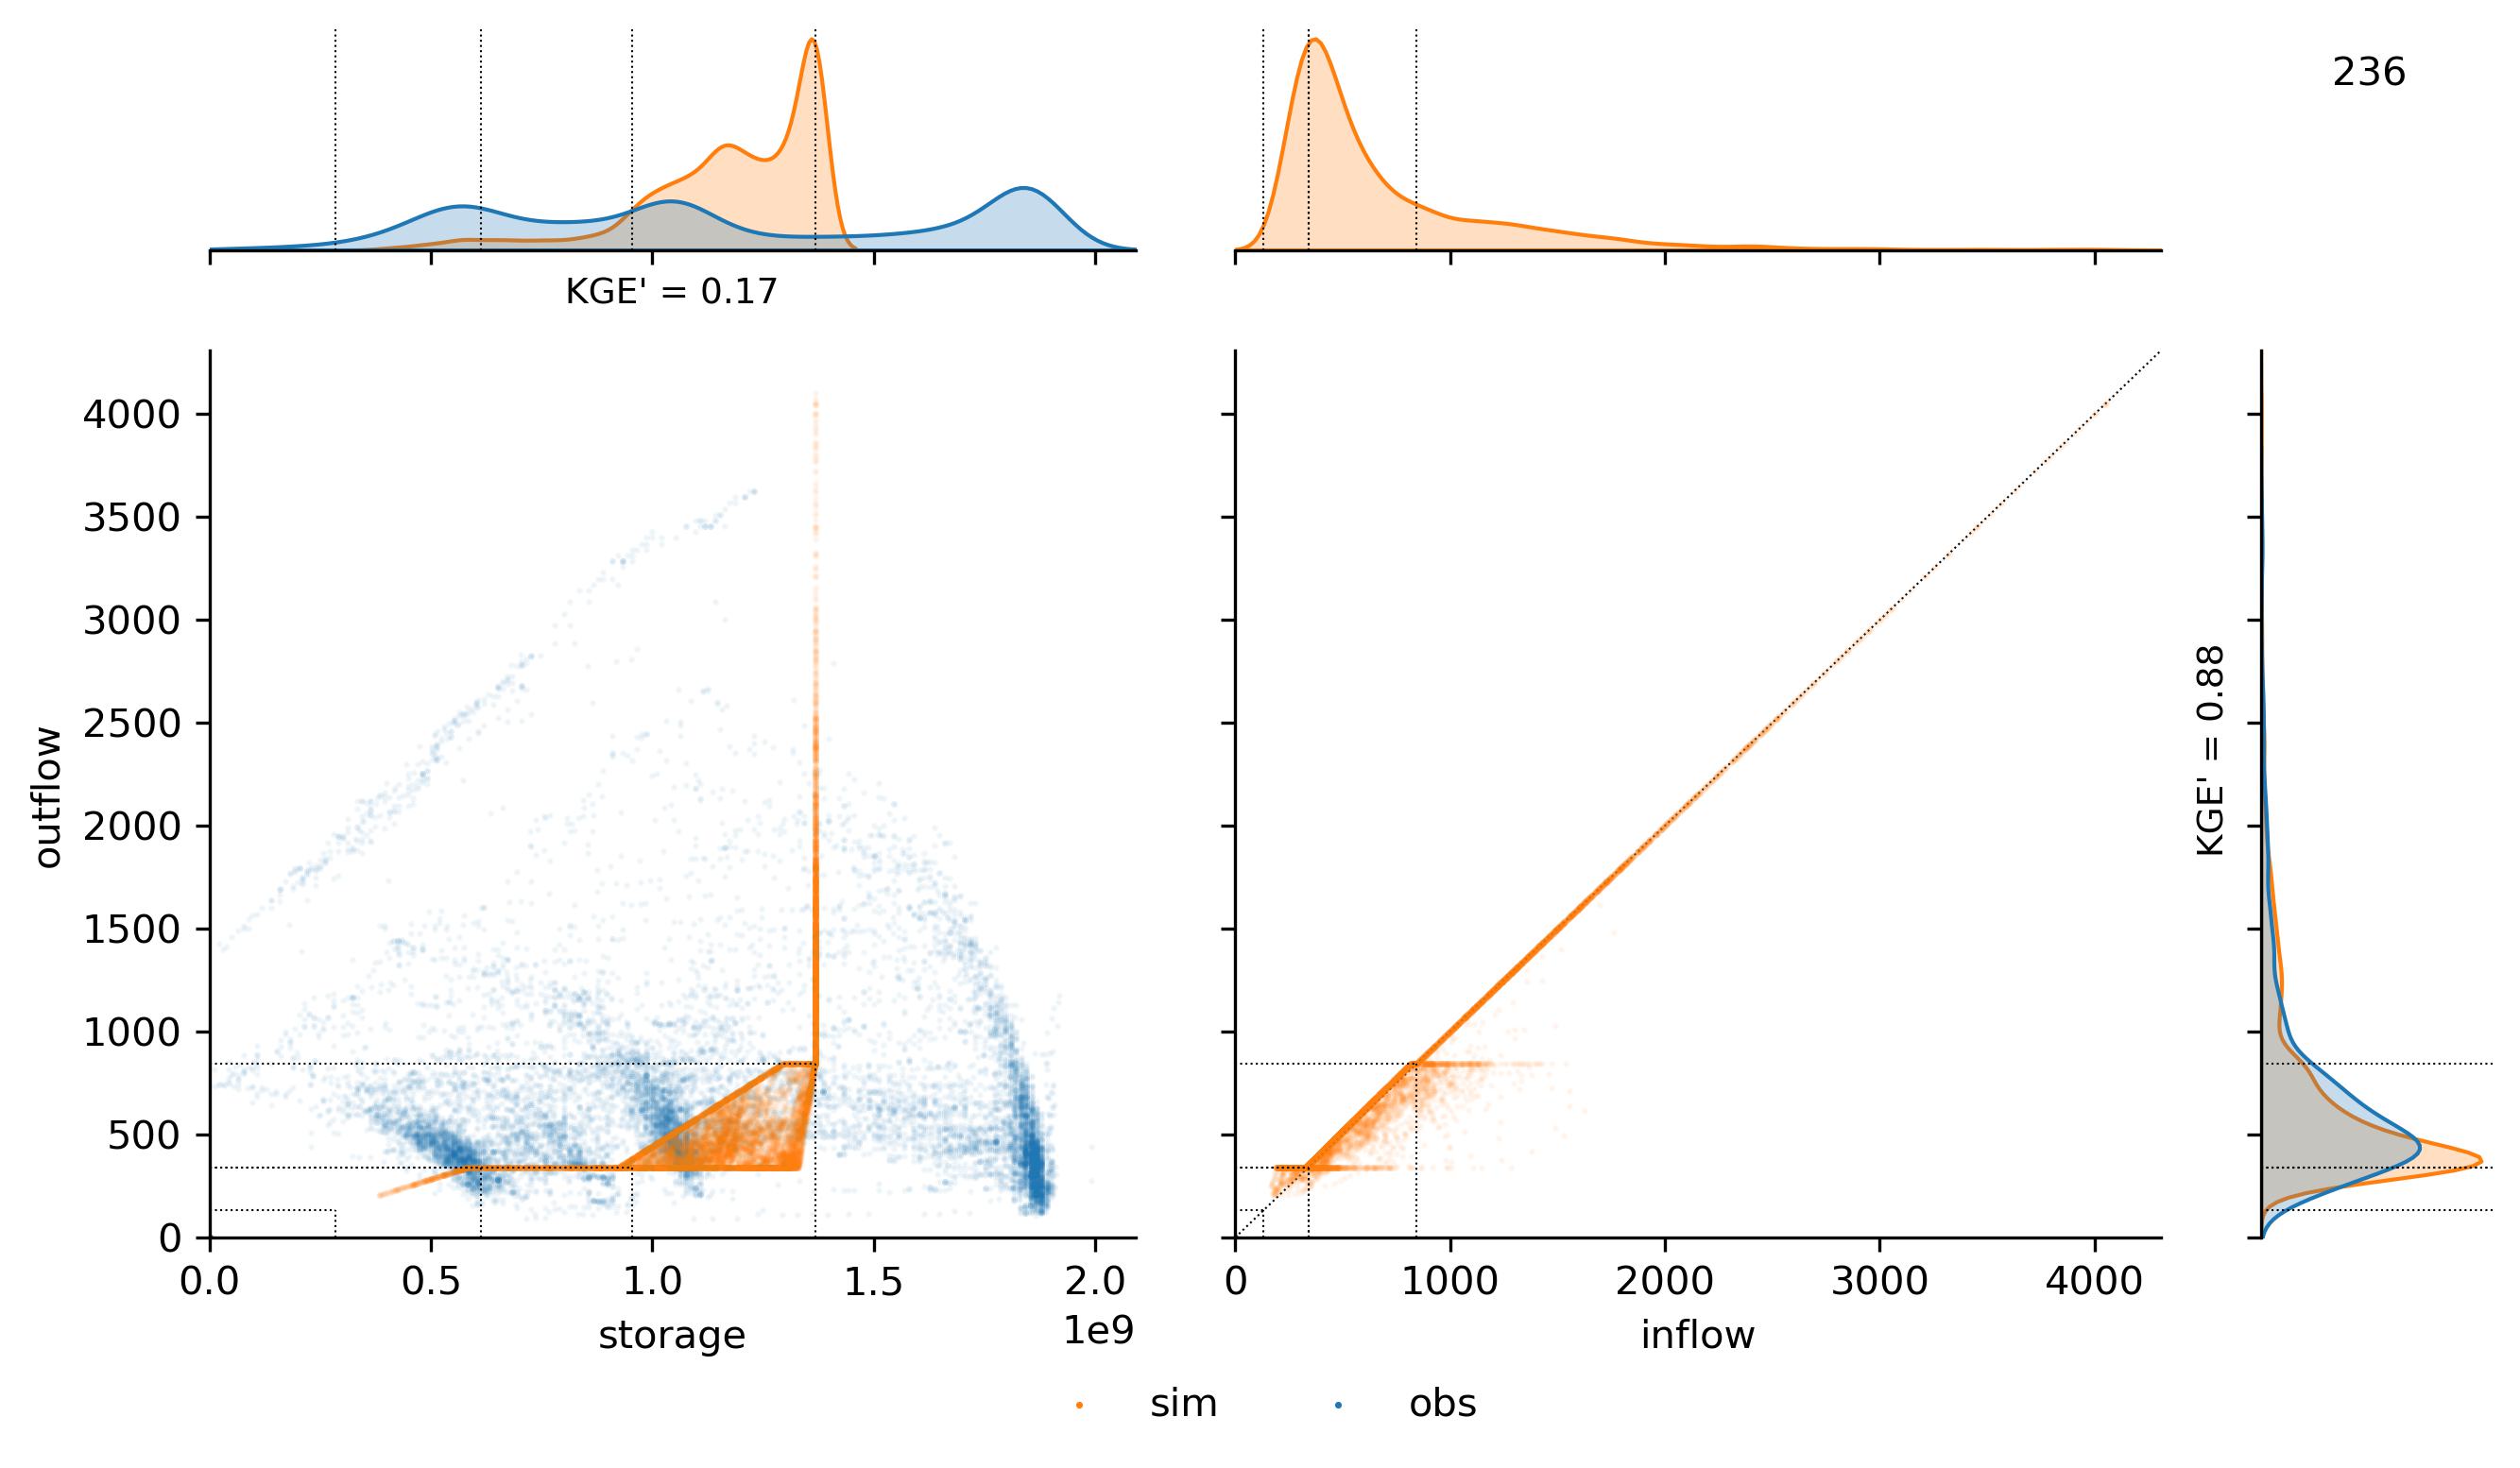 236
KGE' = 0.17
4000
3500
3000
2500
2000
1500
1000
500
0
outflow
KGE' = 0.88
0.0 0.5 1.0 1.5 2.0
1e9
storage
0 1000 2000 3000 4000
inflow
sim obs